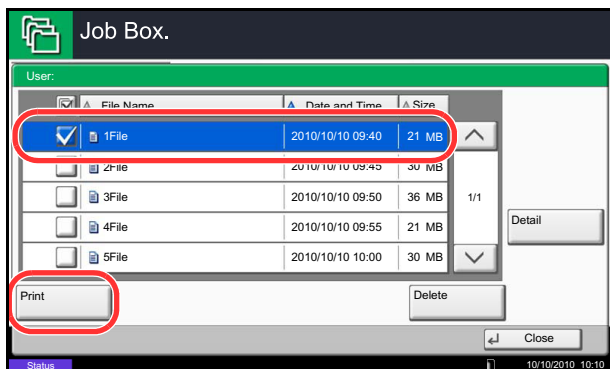 Job Box.
User:
File Name Date and Time Size
1File 2010/10/10 09:40 21 MB
2File 2010/10/10 09:45 30 MB
3File 2010/10/10 09:50 36 MB 1/1
4File 2010/10/10 09:55 21 MB Detail
5File 2010/10/10 10:00 30 MB
Print Delete
Close
Status 10/10/2010 10:10